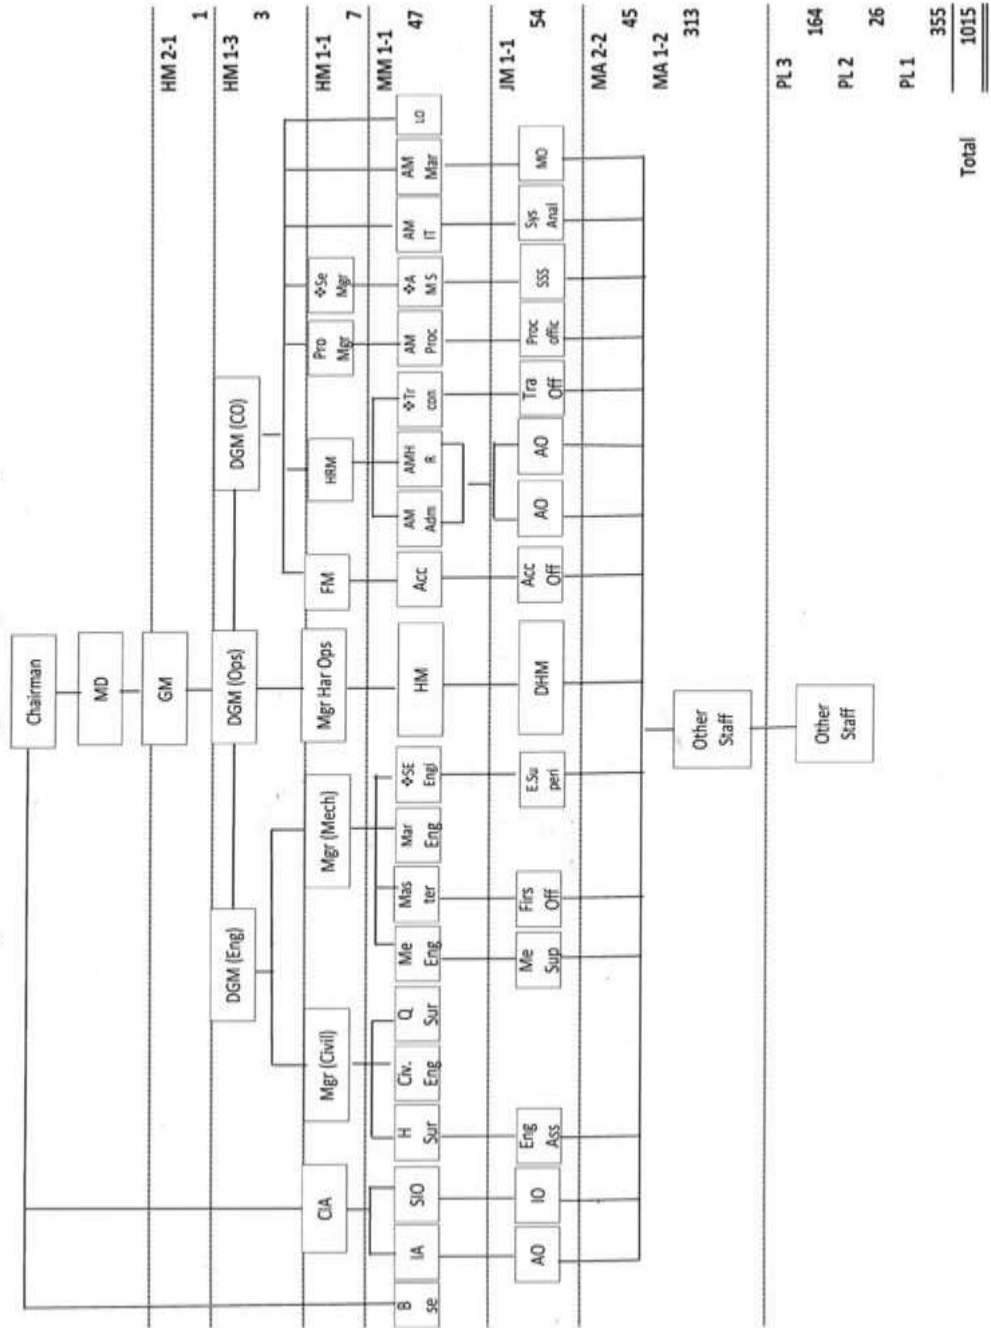 Chairman
MD
HM 2-1
1
GM
HM 1-3
3
DGM (Eng)
DGM (Ops)
DGM (CO)
HM 1-1
7
CIA
Mgr (Civil)
Mgr (Mech)
Mgr Har Ops
FM
HRM
Pro
Mgr
❖Se
Mgr
MM 1-1
47
B
se
IA
SIO
H
Sur
Civ.
Eng
Q
Sur
Me
Eng
Mas
ter
Mar
Eng
❖SE
Engi
HM
Acc
AM
Adm
AMH
R
❖Tr
con
AM
Proc
❖A
M.S
AM
IT
AM
Mar
LO
JM 1-1
54
AO
IO
Eng
Ass
Me
Sup
Firs
Off
E.Su
peri
DHM
Acc
Off
AO
AO
Tra
Off
Proc
offic
SSS
Sys
Anal
MO
MA 2-2
45
MA 1-2
313
Other
Staff
PL 3
164
Other
Staff
PL 2
26
PL 1
355
Total 1015